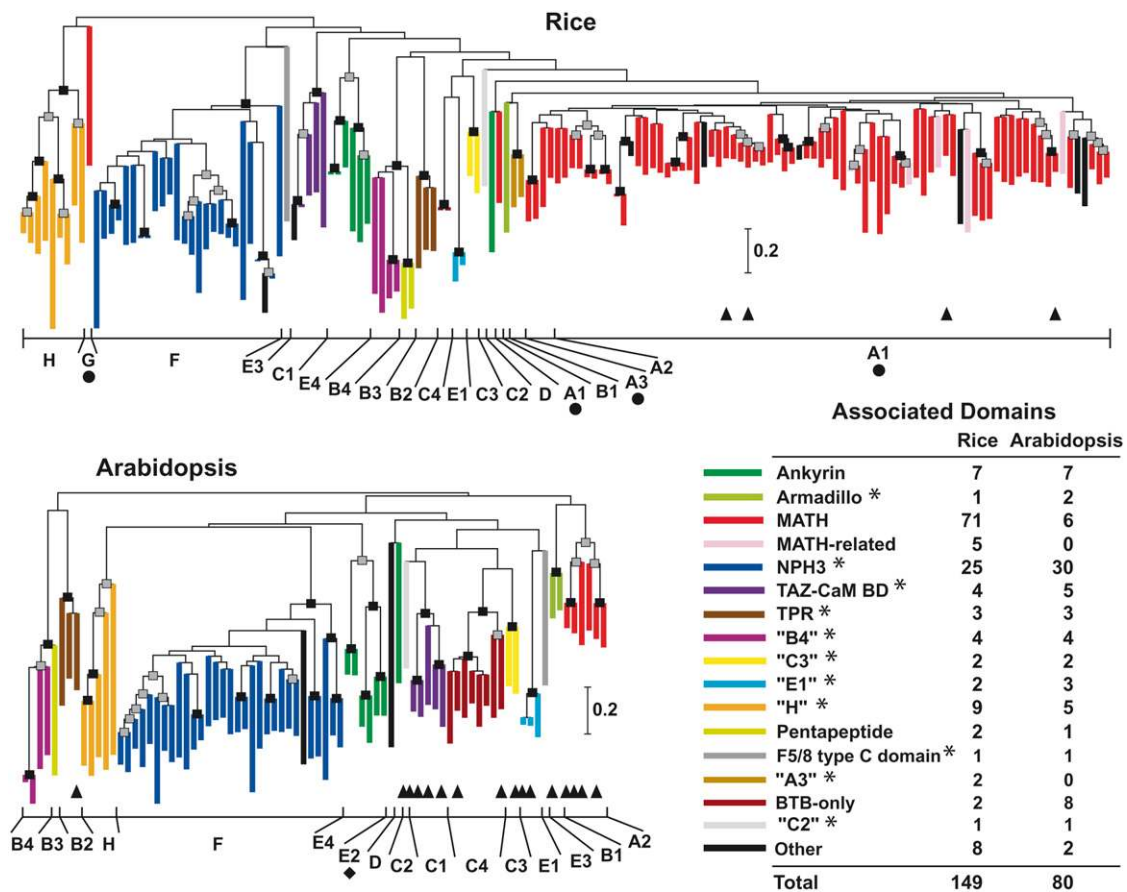 Rice
0.2
H G F E3 C1 E4 B4 B3 B2 C4 E1 C3 C2 D A1 B1 A3 A2 A1
Arabidopsis
0.2
B4 B3 B2 H F E4 E2 D C2 C1 C4 C3 E1 E3 B1 A2
Associated Domains
Rice Arabidopsis
Ankyrin 7 7
Armadillo * 1 2
MATH 71 6
MATH-related 5 0
NPH3 * 25 30
TAZ-CaM BD * 4 5
TPR * 3 3
"B4" * 4 4
"C3" * 2 2
"E1" * 2 3
"H" * 9 5
Pentapeptide 2 1
F5/8 type C domain * 1 1
"A3" * 2 0
BTB-only 2 8
"C2" * 1 1
Other 8 2
Total 149 80